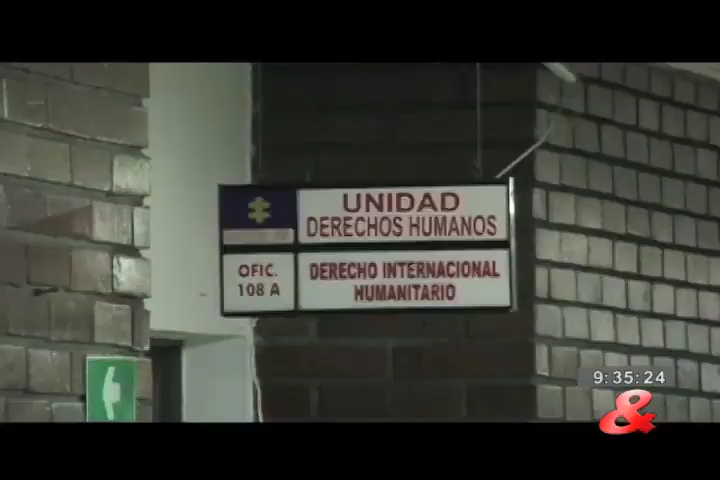 UNIDAD
DERECHOS HUMANOS
OFIC.
108 A
DERECHO INTERNACIONAL
HUMANITARIO
9:35:24
&